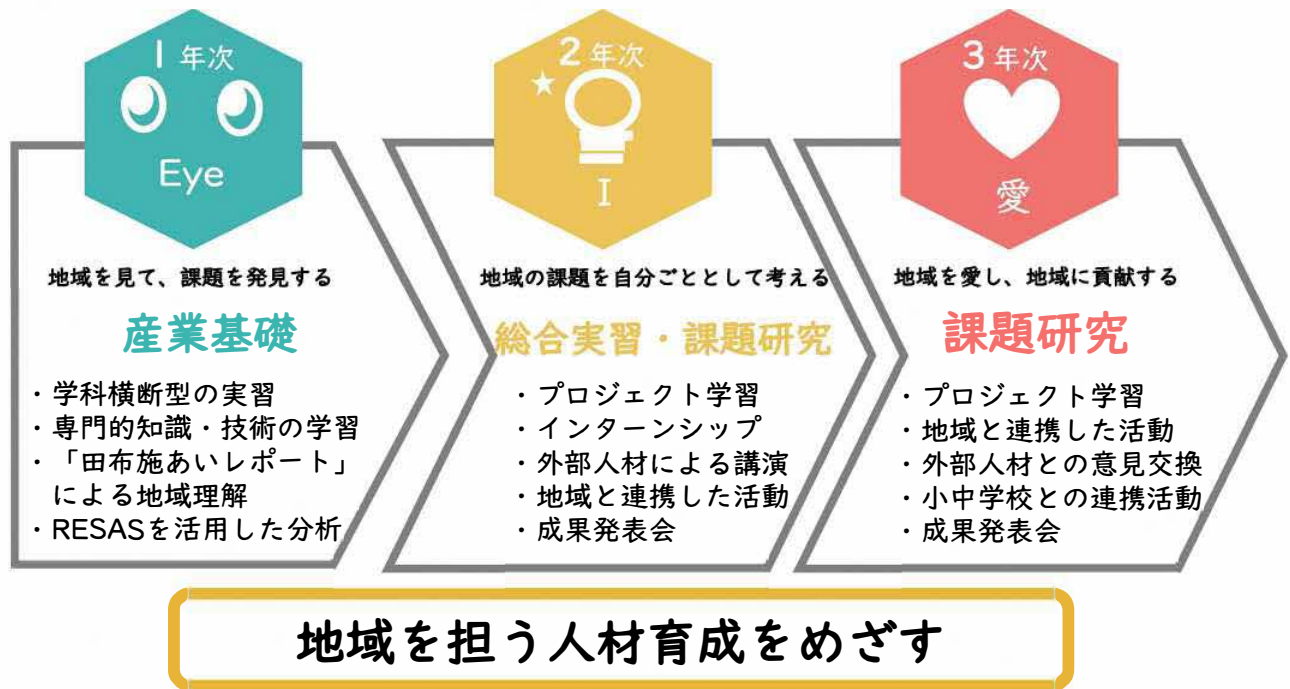 1年次
Eye
地域を見て、課題を発見する
産業基礎
・学科横断型の実習
・専門的知識・技術の学習
・「田布施あいレポート」
による地域理解
・RESASを活用した分析
2年次
I
地域の課題を自分ごととして考える
総合実習・課題研究
・プロジェクト学習
・インターンシップ
・外部人材による講演
・地域と連携した活動
・成果発表会
3年次
愛
地域を愛し、地域に貢献する
課題研究
・プロジェクト学習
・地域と連携した活動
・外部人材との意見交換
・小中学校との連携活動
・成果発表会
地域を担う人材育成をめざす